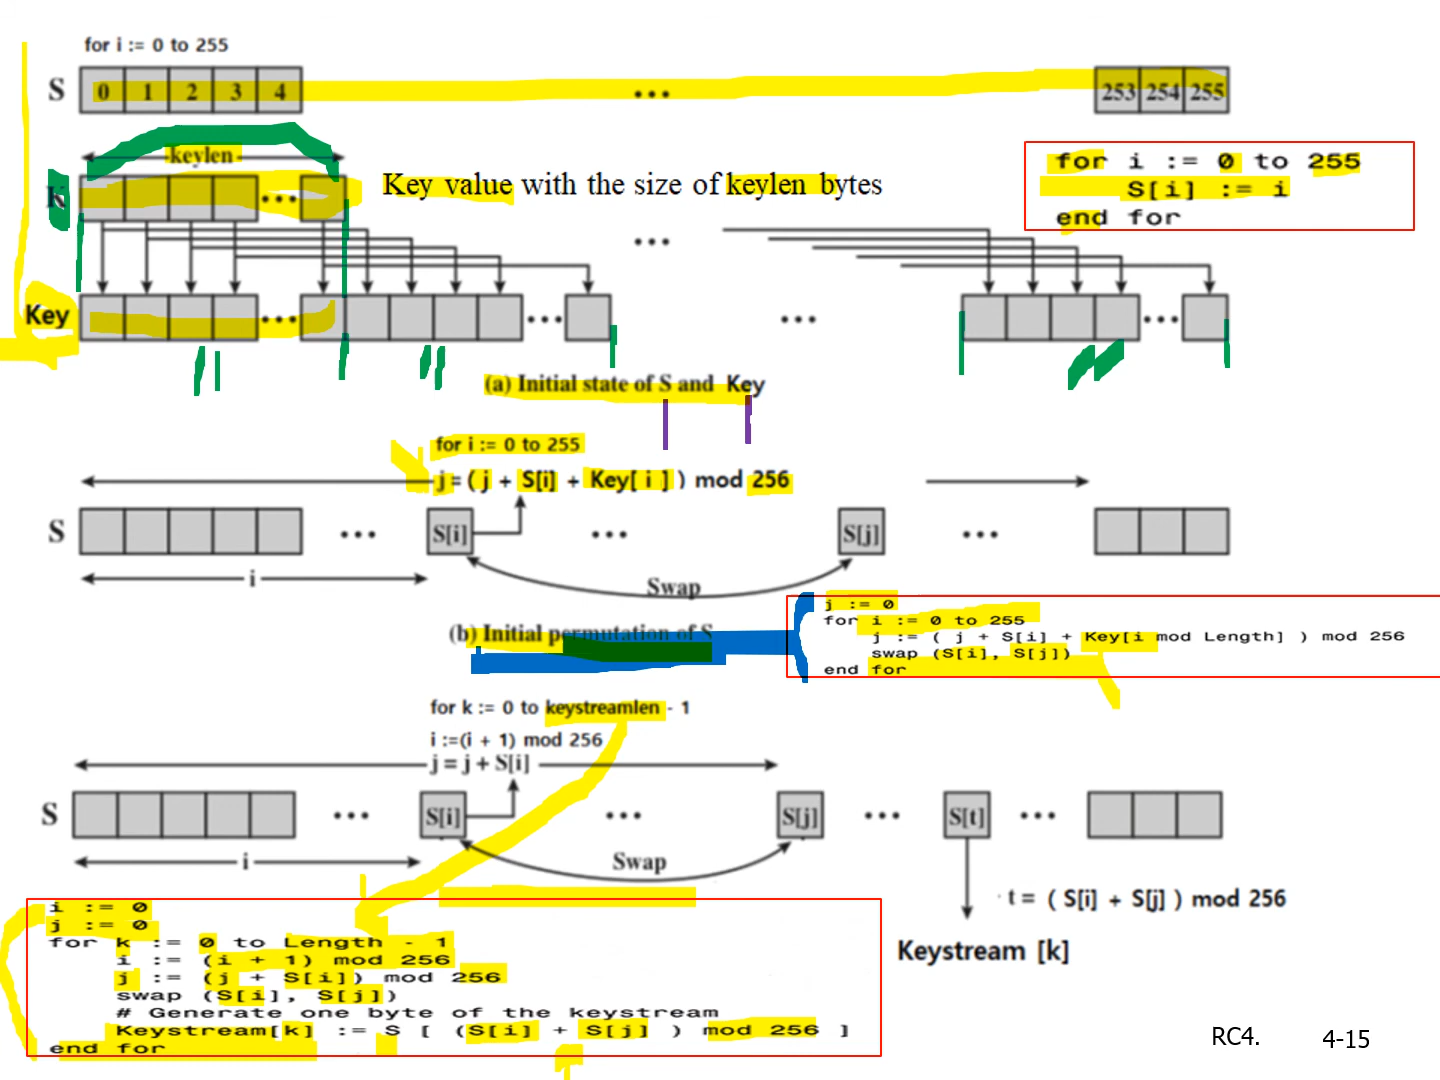 for i := 0 to 255
S 0 1 2 3 4 ... 253 254 255
keylen
K ... Key value with the size of keylen bytes
for i := 0 to 255
S[i] := i
end for
...
Key ... ... ... ...
(a) Initial state of S and Key
for i := 0 to 255
j = ( j + S[i] + Key[ i ] ) mod 256
S ... S[i] ... S[j] ...
i
Swap
(b) Initial permutation of S
j := 0
for i := 0 to 255
j := ( j + S[i] + Key[i mod Length] ) mod 256
swap (S[i], S[j])
end for
for k := 0 to keystreamlen - 1
i :=(i + 1) mod 256
j = j + S[i]
S ... S[i] ... S[j] ... S[t] ...
i
Swap
t = ( S[i] + S[j] ) mod 256
Keystream [k]
i := 0
j := 0
for k := 0 to Length - 1
i := (i + 1) mod 256
j := (j + S[i]) mod 256
swap (S[i], S[j])
# Generate one byte of the keystream
Keystream[k] := S [ (S[i] + S[j] ) mod 256 ]
end for
RC4. 4-15